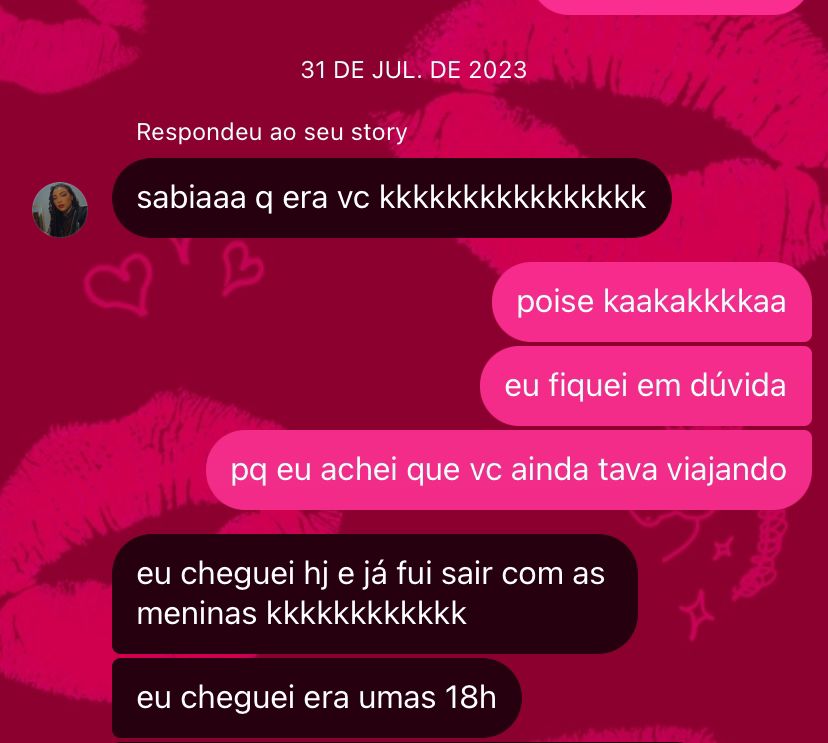 31 DE JUL. DE 2023
Respondeu ao seu story
sabiaaa q era vc kkkkkkkkkkkkkkkk
poise kaakakkkkaa
eu fiquei em dúvida
pq eu achei que vc ainda tava viajando
eu cheguei hj e já fui sair com as
meninas kkkkkkkkkkkk
eu cheguei era umas 18h